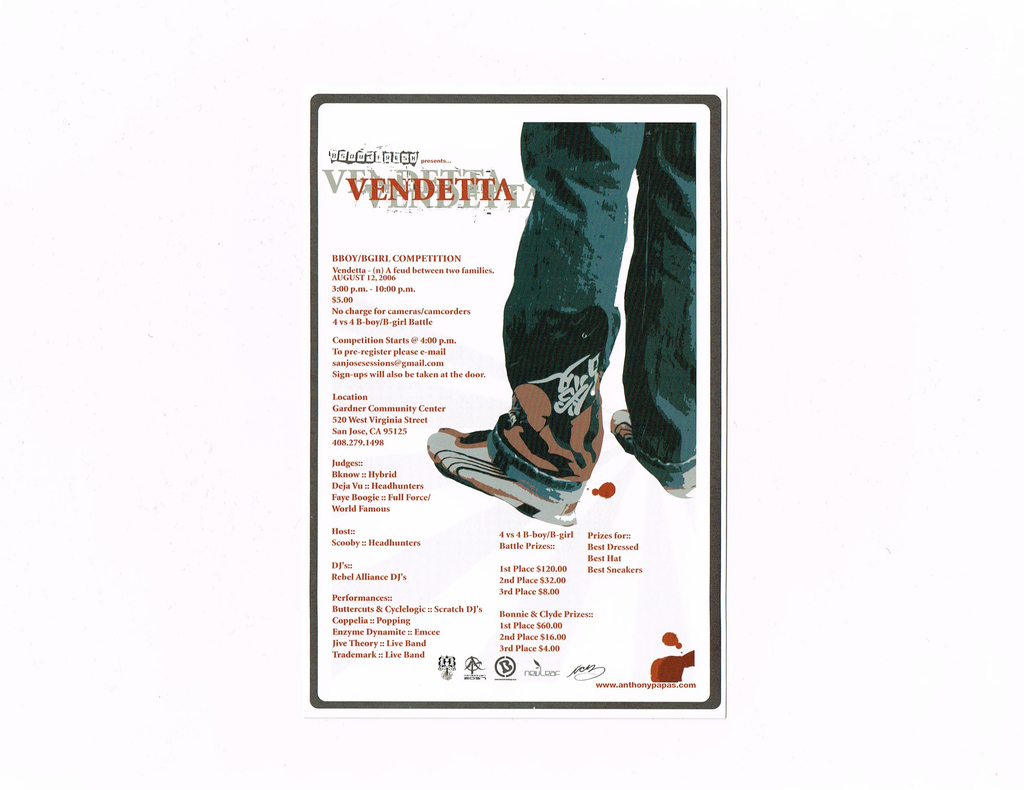 presents...
VENDETTA
BBOY/BGIRL COMPETITION
Vendetta - (n) A feud between two families.
AUGUST 12, 2006
3:00 p.m. - 10:00 p.m.
$5.00
No charge for cameras/camcorders
4 vs 4 B-boy/B-girl Battle
Competition Starts @ 4:00 p.m.
To pre-register please e-mail
sanjosesessions@gmail.com
Sign-ups will also be taken at the door.
Location
Gardner Community Center
520 West Virginia Street
San Jose, CA 95125
408.279.1498
Judges::
Bknow :: Hybrid
Deja Vu :: Headhunters
Faye Boogie :: Full Force/
World Famous
Host::
Scooby :: Headhunters
DJ's::
Rebel Alliance DJ's
Performances::
Buttercuts & Cyclelogic :: Scratch DJ's
Coppelia :: Popping
Enzyme Dynamite :: Emcee
Jive Theory :: Live Band
Trademark :: Live Band
4 vs 4 B-boy/B-girl
Battle Prizes::
1st Place $120.00
2nd Place $32.00
3rd Place $8.00
Bonnie & Clyde Prizes::
1st Place $60.00
2nd Place $16.00
3rd Place $4.00
Prizes for::
Best Dressed
Best Hat
Best Sneakers
newLeaf
www.anthonypapas.com